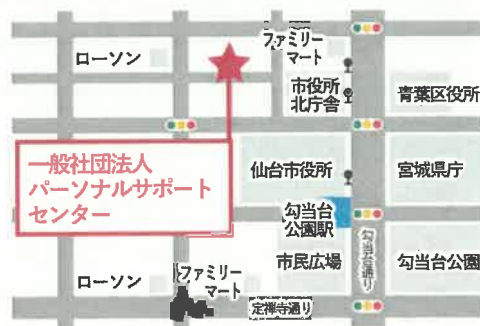 ローソン
ファミリー
マート
市役所
北庁舎
青葉区役所
一般社団法人
パーソナルサポート
センター
仙台市役所
宮城県庁
勾当台
公園駅
勾当台通り
市民広場
勾当台公園
ローソン
ファミリー
マート
定禅寺通り